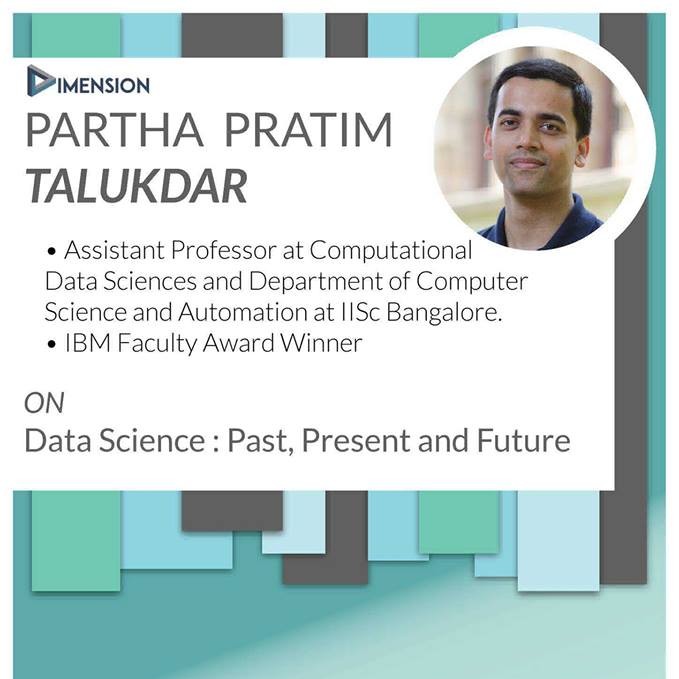 DIMENSION
PARTHA PRATIM
TALUKDAR
• Assistant Professor at Computational
Data Sciences and Department of Computer
Science and Automation at IISc Bangalore.
• IBM Faculty Award Winner
ON
Data Science : Past, Present and Future